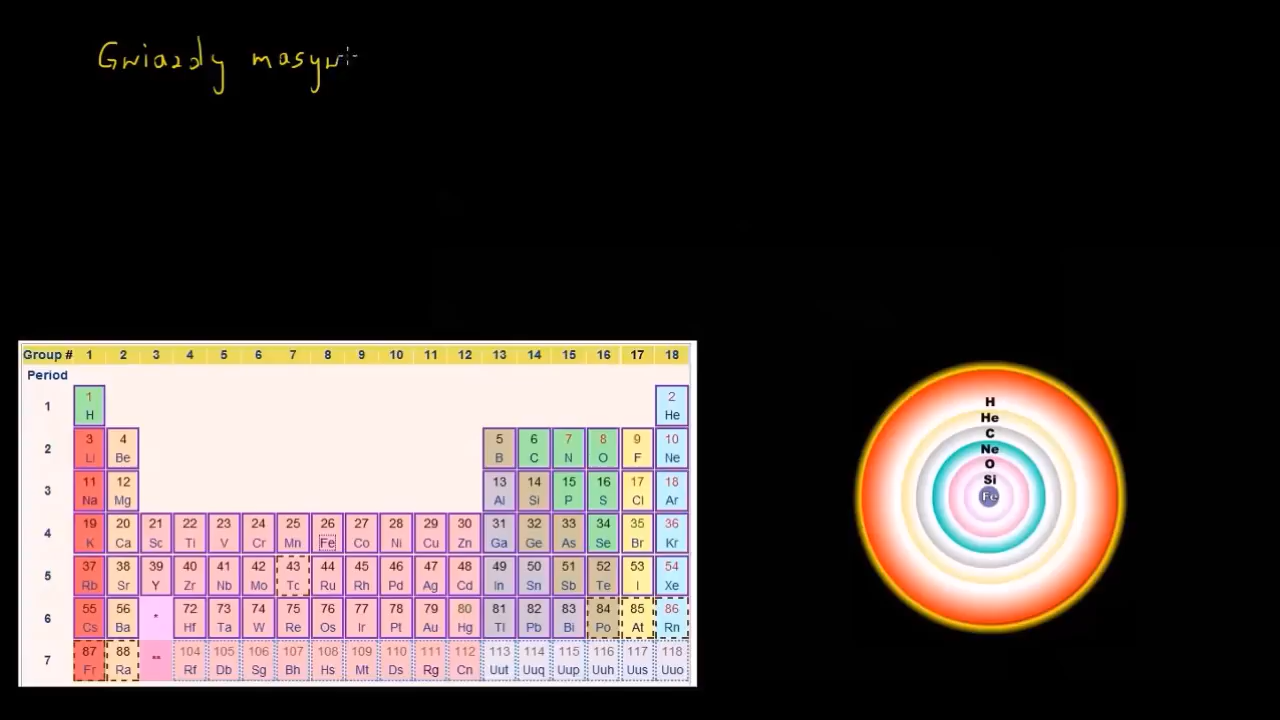 Gwiazdy masyw
Group # 1 2 3 4 5 6 7 8 9 10 11 12 13 14 15 16 17 18
Period
1 1 2
H He
2 3 4 5 6 7 8 9 10
Li Be B C N O F Ne
3 11 12 13 14 15 16 17 18
Na Mg Al Si P S Cl Ar
4 19 20 21 22 23 24 25 26 27 28 29 30 31 32 33 34 35 36
K Ca Sc Ti V Cr Mn Fe Co Ni Cu Zn Ga Ge As Se Br Kr
5 37 38 39 40 41 42 43 44 45 46 47 48 49 50 51 52 53 54
Rb Sr Y Zr Nb Mo Tc Ru Rh Pd Ag Cd In Sn Sb Te I Xe
6 55 56 * 72 73 74 75 76 77 78 79 80 81 82 83 84 85 86
Cs Ba Hf Ta W Re Os Ir Pt Au Hg Tl Pb Bi Po At Rn
7 87 88 ** 104 105 106 107 108 109 110 111 112 113 114 115 116 117 118
Fr Ra Rf Db Sg Bh Hs Mt Ds Rg Cn Uut Uuq Uup Uuh Uus Uuo
H
He
C
Ne
O
Si
Fe